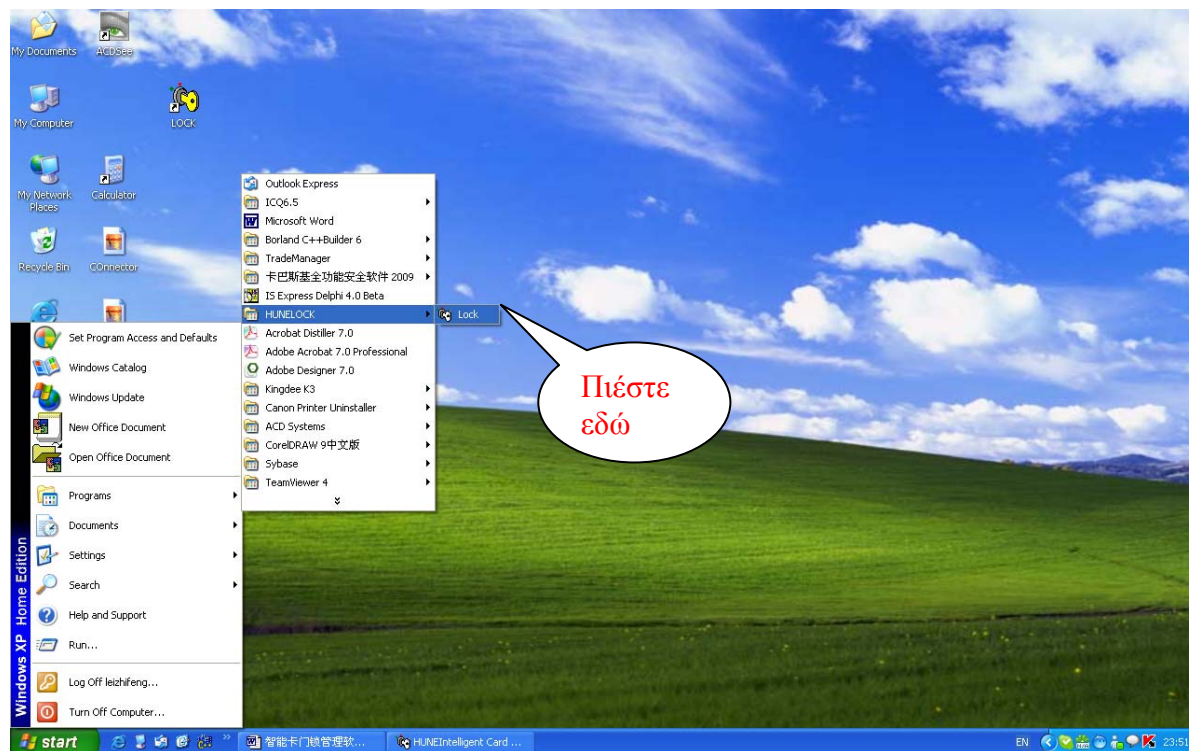 My Documents
ACDSee
My Computer
LOCK
My Network
Places
Calculator
Recycle Bin
COnnector
Outlook Express
ICQ6.5
Microsoft Word
Borland C++Builder 6
TradeManager
卡巴斯基全功能安全软件 2009
IS Express Delphi 4.0 Beta
HUNELOCK
Lock
Acrobat Distiller 7.0
Adobe Acrobat 7.0 Professional
Adobe Designer 7.0
Kingdee K3
Canon Printer Uninstaller
ACD Systems
CorelDRAW 9中文版
Sybase
TeamViewer 4
Πιέστε
εδώ
Set Program Access and Defaults
Windows Catalog
Windows Update
New Office Document
Open Office Document
Programs
Documents
Settings
Search
Help and Support
Run...
Log Off leizhifeng...
Turn Off Computer...
Windows XP Home Edition
start
智能卡门锁管理软...
HUNEIntelligent Card ...
EN
23:51